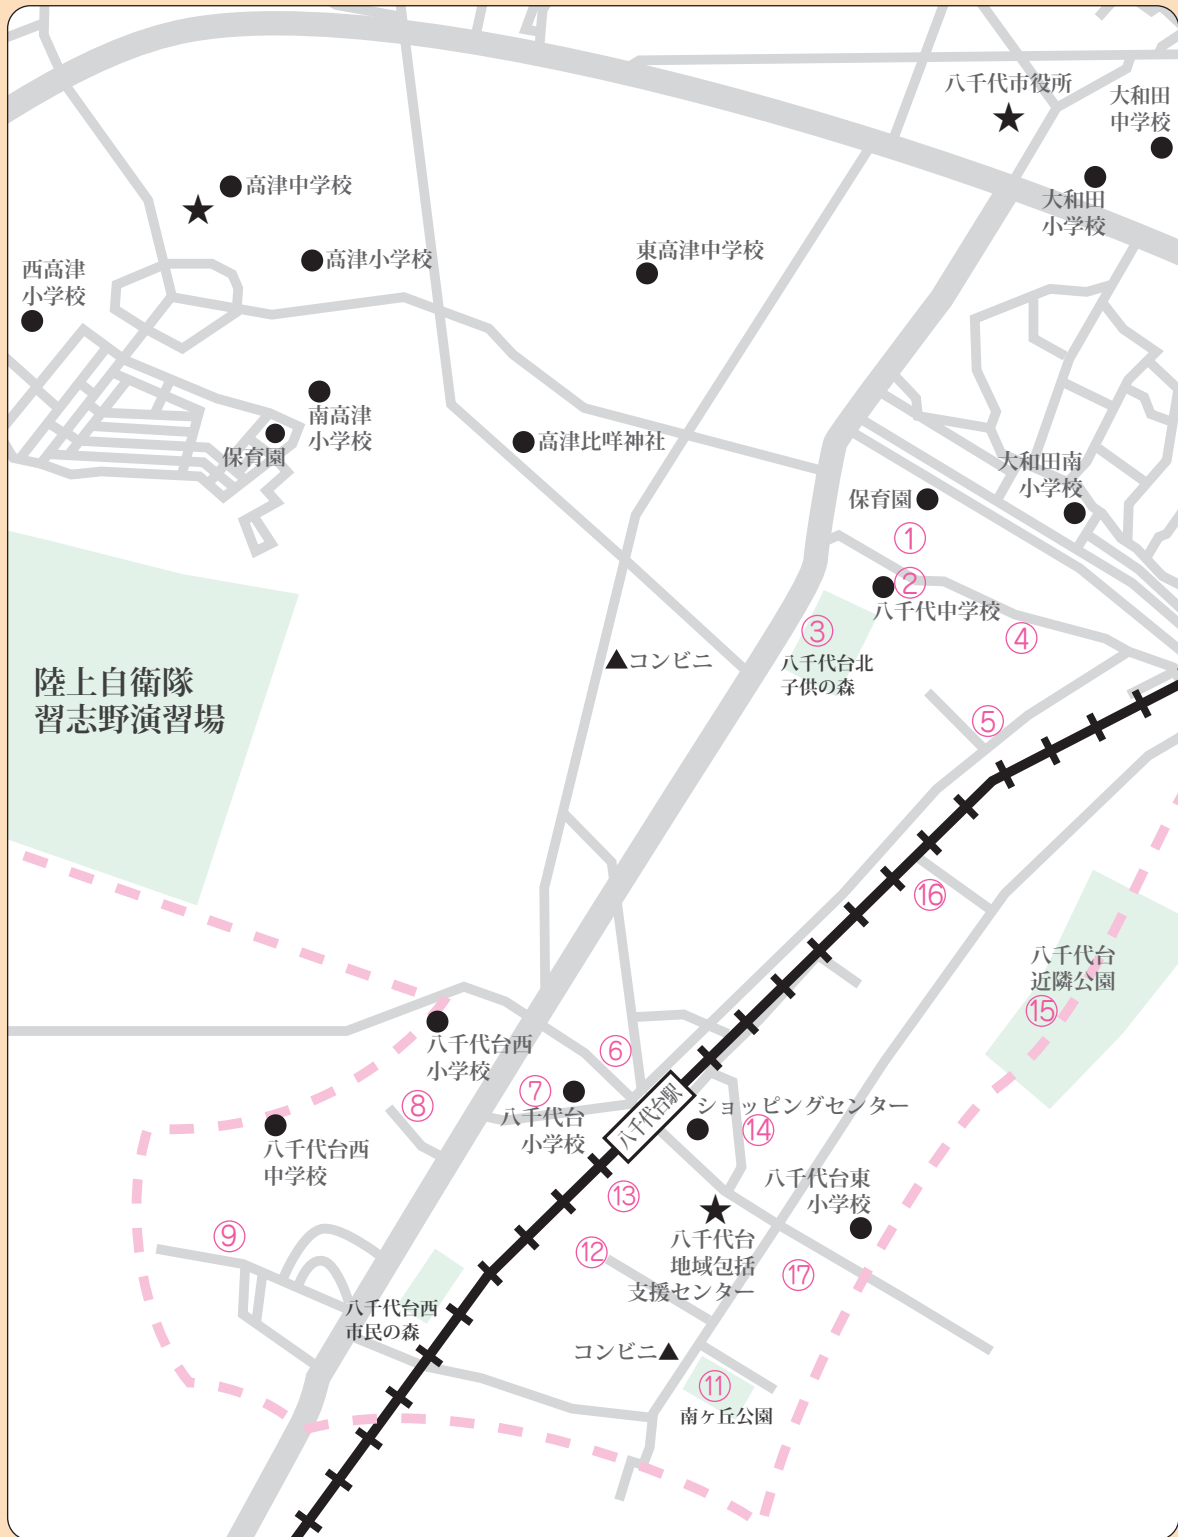 八千代市役所
大和田
中学校
高津中学校
大和田
小学校
東高津中学校
高津小学校
西高津
小学校
南高津
小学校
保育園
高津比咩神社
大和田南
小学校
保育園
①
②
八千代中学校
③
④
八千代台北
子供の森
コンビニ
陸上自衛隊
習志野演習場
⑤
⑯
八千代台
近隣公園
⑮
八千代台西
小学校
⑥
⑦
八千代台
小学校
⑧
八千代台駅
ショッピングセンター
⑭
八千代台西
中学校
八千代台東
小学校
⑬
⑨
⑫
八千代台
地域包括
支援センター
⑰
八千代台西
市民の森
コンビニ
⑪
南ヶ丘公園